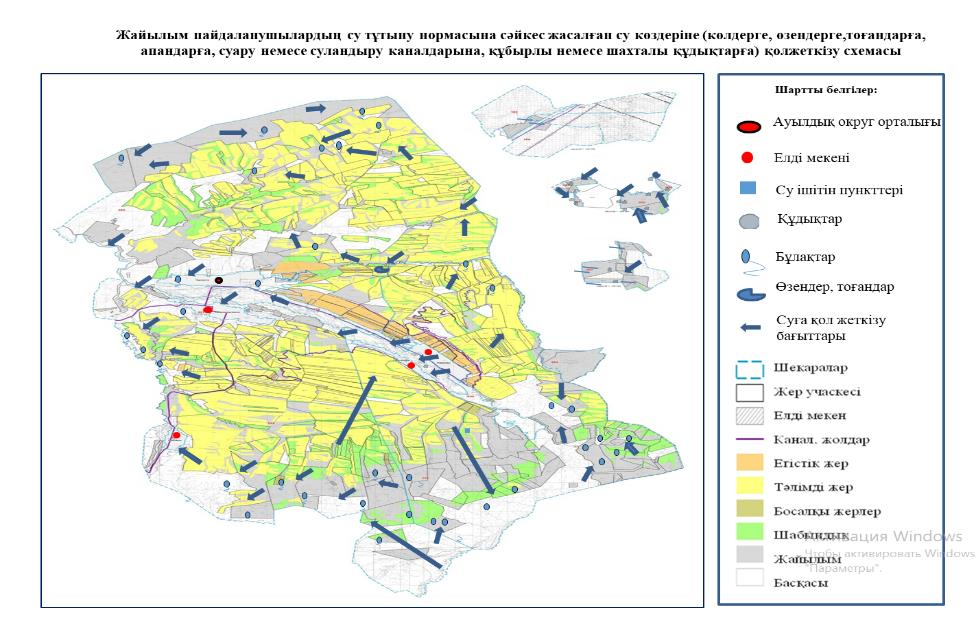 Жайылым пайдаланушылардың су тұтыну нормасына сәйкес жасалған су көздеріне (көлдерге, өзендерге,тоғандарға,
апандарға, суару немесе суландыру каналдарына, құбырлы немесе шахталы құдықтарға) қолжеткізу схемасы
Шартты белгілер:
Ауылдық округ орталығы
Елді мекені
Су ішітін пункттері
Құдықтар
Бұлақтар
Өзендер, тоғандар
Суға қол жеткізу
бағыттары
Шекаралар
Жер учаскесі
Елді мекен
Канал, жолдар
Егістік жер
Тәлімді жер
Босалқы жерлер
Шабындық
Активация Windows
Чтобы активировать Windows
Жайылым
"Параметры".
Басқасы